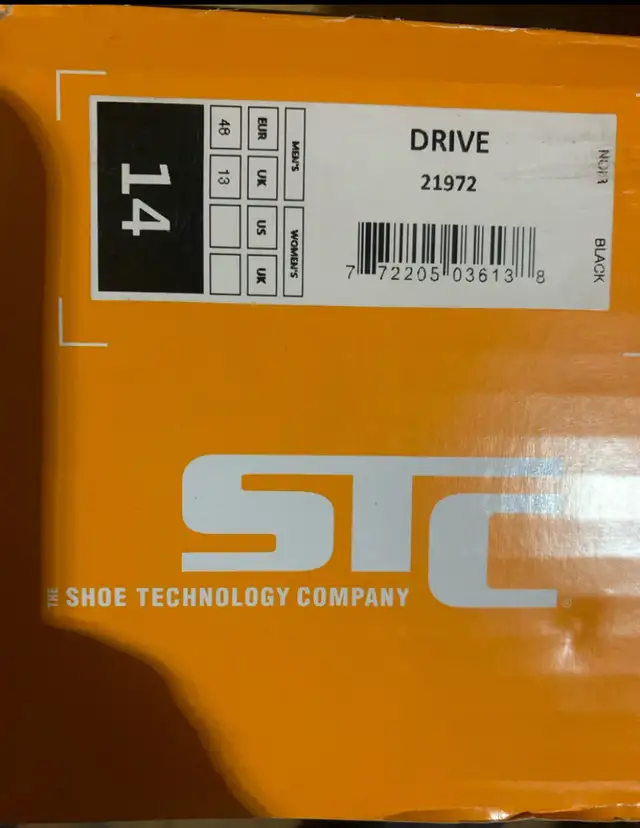 DRIVE
21972
7 72205 03613 8
NOIR
BLACK
MEN'S
WOMEN'S
EUR
UK
US
UK
48
13
14
STC
THE SHOE TECHNOLOGY COMPANY